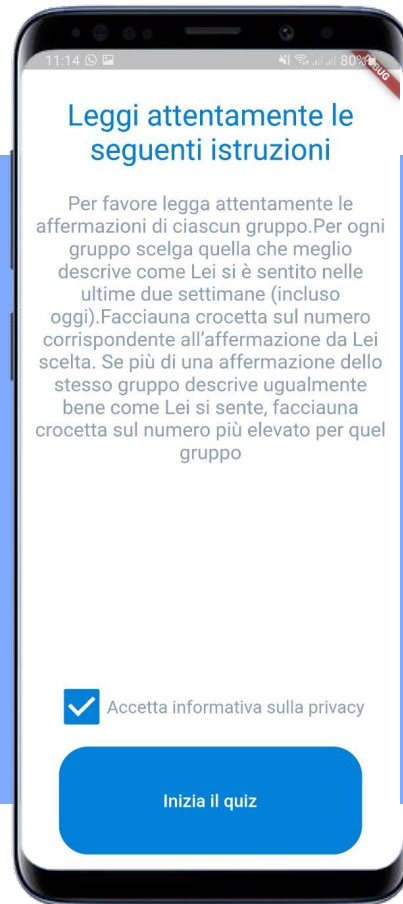 11:14
80%
DEBUG
Leggi attentamente le
seguenti istruzioni
Per favore legga attentamente le
affermazioni di ciascun gruppo.Per ogni
gruppo scelga quella che meglio
descrive come Lei si è sentito nelle
ultime due settimane (incluso
oggi).Facciauna crocetta sul numero
corrispondente all'affermazione da Lei
scelta. Se più di una affermazione dello
stesso gruppo descrive ugualmente
bene come Lei si sente, facciauna
crocetta sul numero più elevato per quel
gruppo
Accetta informativa sulla privacy
Inizia il quiz